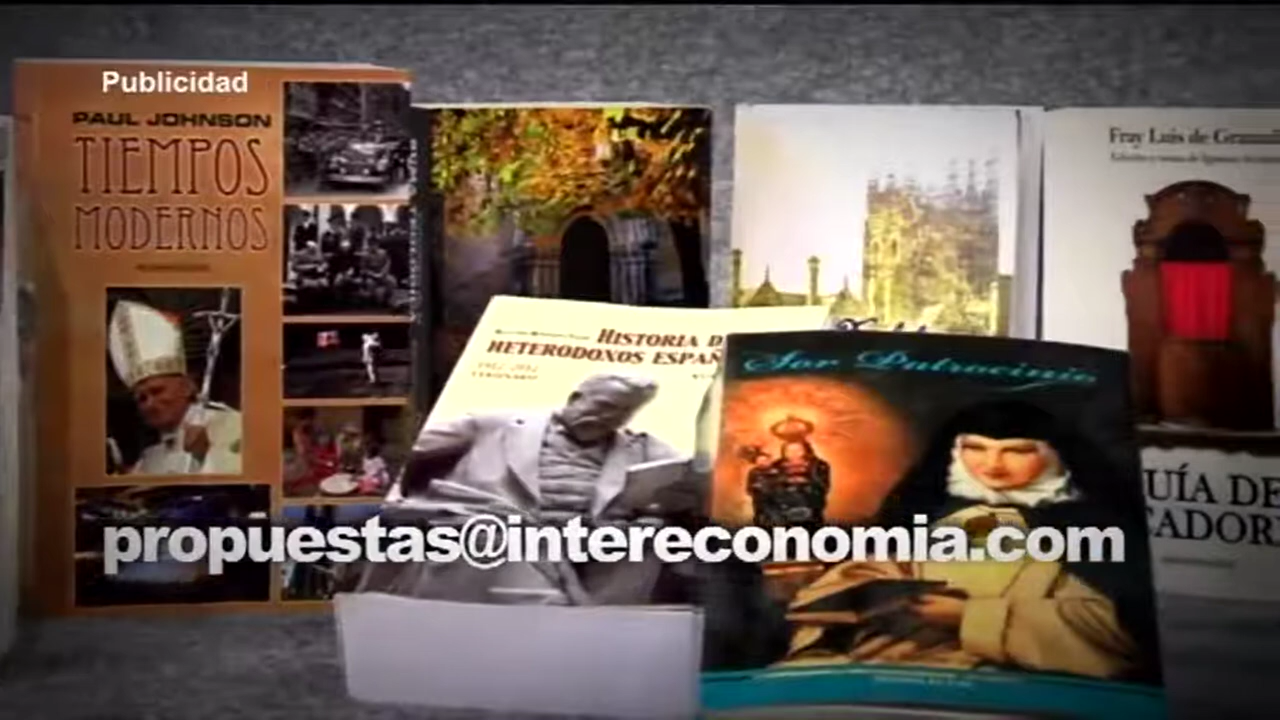 Publicidad
PAUL JOHNSON
TIEMPOS
MODERNOS
Fray Luis de
HISTORIA D
HETERODOXOS ESPAÑ
Sor Patrocinio
propuestas@intereconomia.com
UÍA DE
CADOR